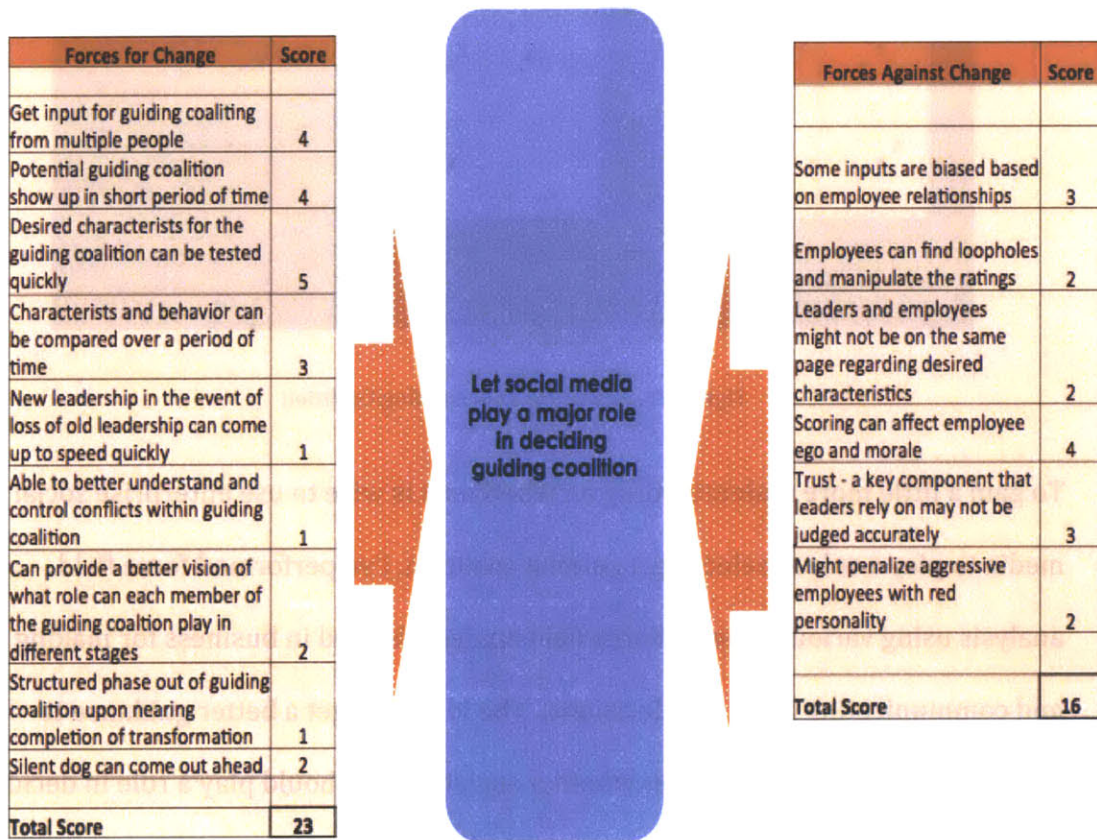 Forces for Change Score
Get input for guiding coaliting
from multiple people 4
Potential guiding coalition
show up in short period of time 4
Desired characterists for the
guiding coalition can be tested
quickly 5
Characterists and behavior can
be compared over a period of
time 3
New leadership in the event of
loss of old leadership can come
up to speed quickly 1
Able to better understand and
control conflicts within guiding
coalition 1
Can provide a better vision of
what role can each member of
the guiding coaltion play in
different stages 2
Structured phase out of guiding
coalition upon nearing
completion of transformation 1
Silent dog can come out ahead 2
Total Score 23
Let social media
play a major role
in deciding
guiding coalition
Forces Against Change Score
Some inputs are biased based
on employee relationships 3
Employees can find loopholes
and manipulate the ratings 2
Leaders and employees
might not be on the same
page regarding desired
characteristics 2
Scoring can affect employee
ego and morale 4
Trust - a key component that
leaders rely on may not be
judged accurately 3
Might penalize aggressive
employees with red
personality 2
Total Score 16